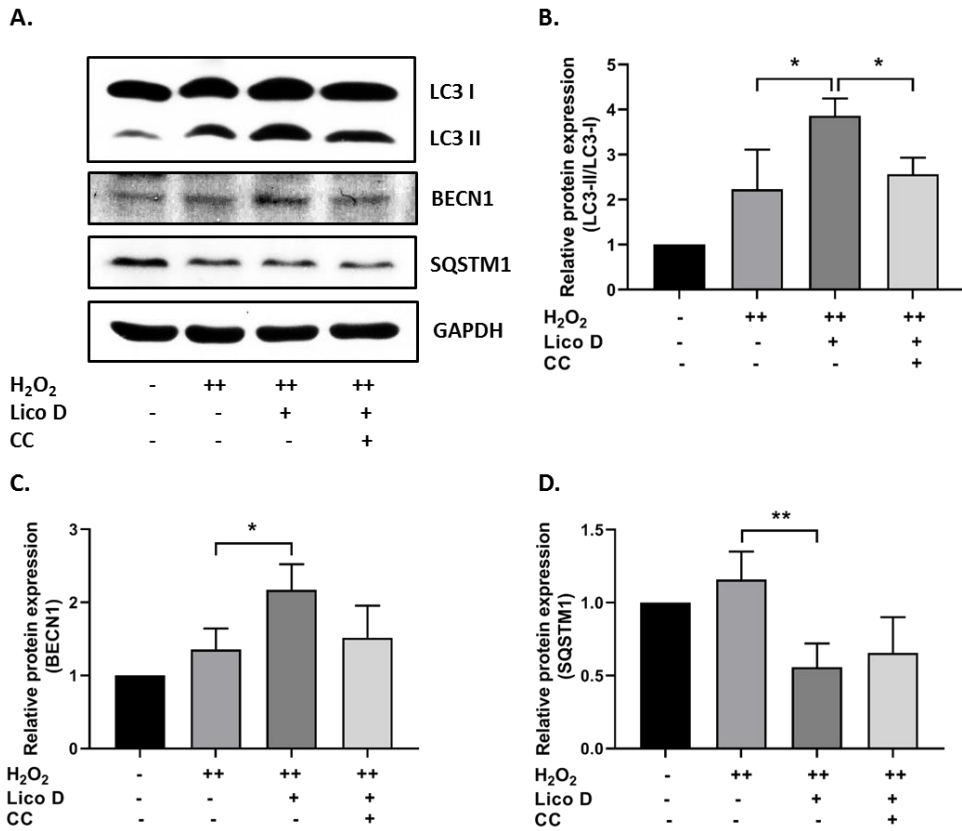 A.
LC3 I
LC3 II
BECN1
SQSTM1
GAPDH
H₂O₂ - ++ ++ ++
Lico D - - + +
CC - - - +
B.
Relative protein expression
(LC3-II/LC3-I)
5
4
3
2
1
0
* *
H₂O₂ - ++ ++ ++
Lico D - - + +
CC - - - +
C.
Relative protein expression
(BECN1)
3
2
1
0
*
H₂O₂ - ++ ++ ++
Lico D - - + +
CC - - - +
D.
Relative protein expression
(SQSTM1)
1.5
1.0
0.5
0.0
**
H₂O₂ - ++ ++ ++
Lico D - - + +
CC - - - +